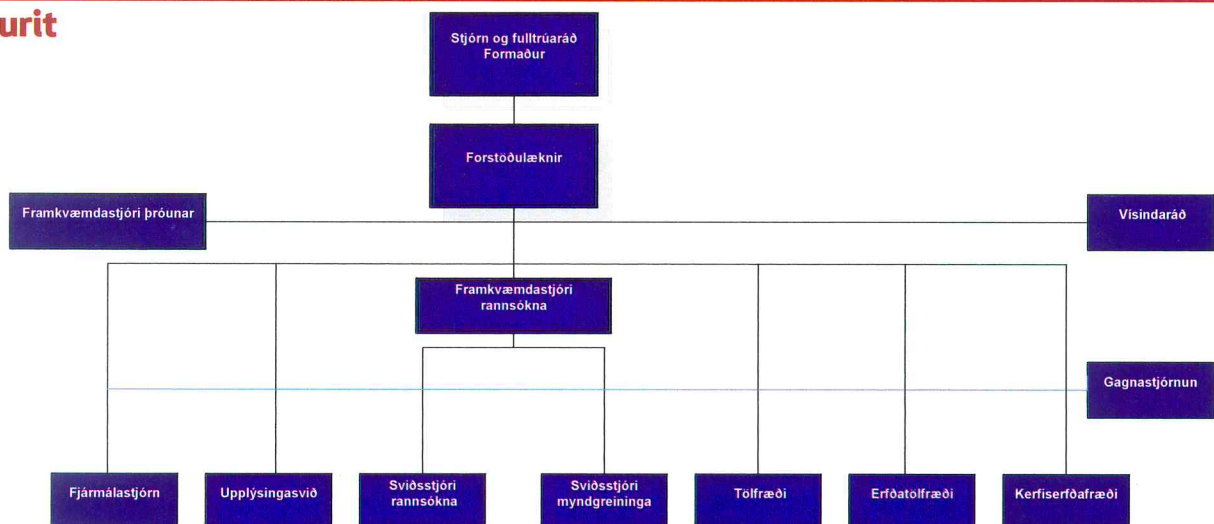 urit
Stjórn og fulltrúaráð
Formaður
Forstöðulæknir
Framkvæmdastjóri þróunar
Vísindaráð
Framkvæmdastjóri
rannsókna
Gagnastjórnun
Fjármálastjórn
Upplýsingasvið
Sviðsstjóri
rannsókna
Sviðsstjóri
myndgreininga
Tölfræði
Erfðatölfræði
Kerfiserfðafræði